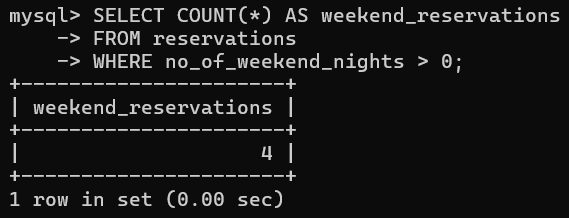 mysql> SELECT COUNT(*) AS weekend_reservations
    -> FROM reservations
    -> WHERE no_of_weekend_nights > 0;
+----------------------+
| weekend_reservations |
+----------------------+
|                    4 |
+----------------------+
1 row in set (0.00 sec)